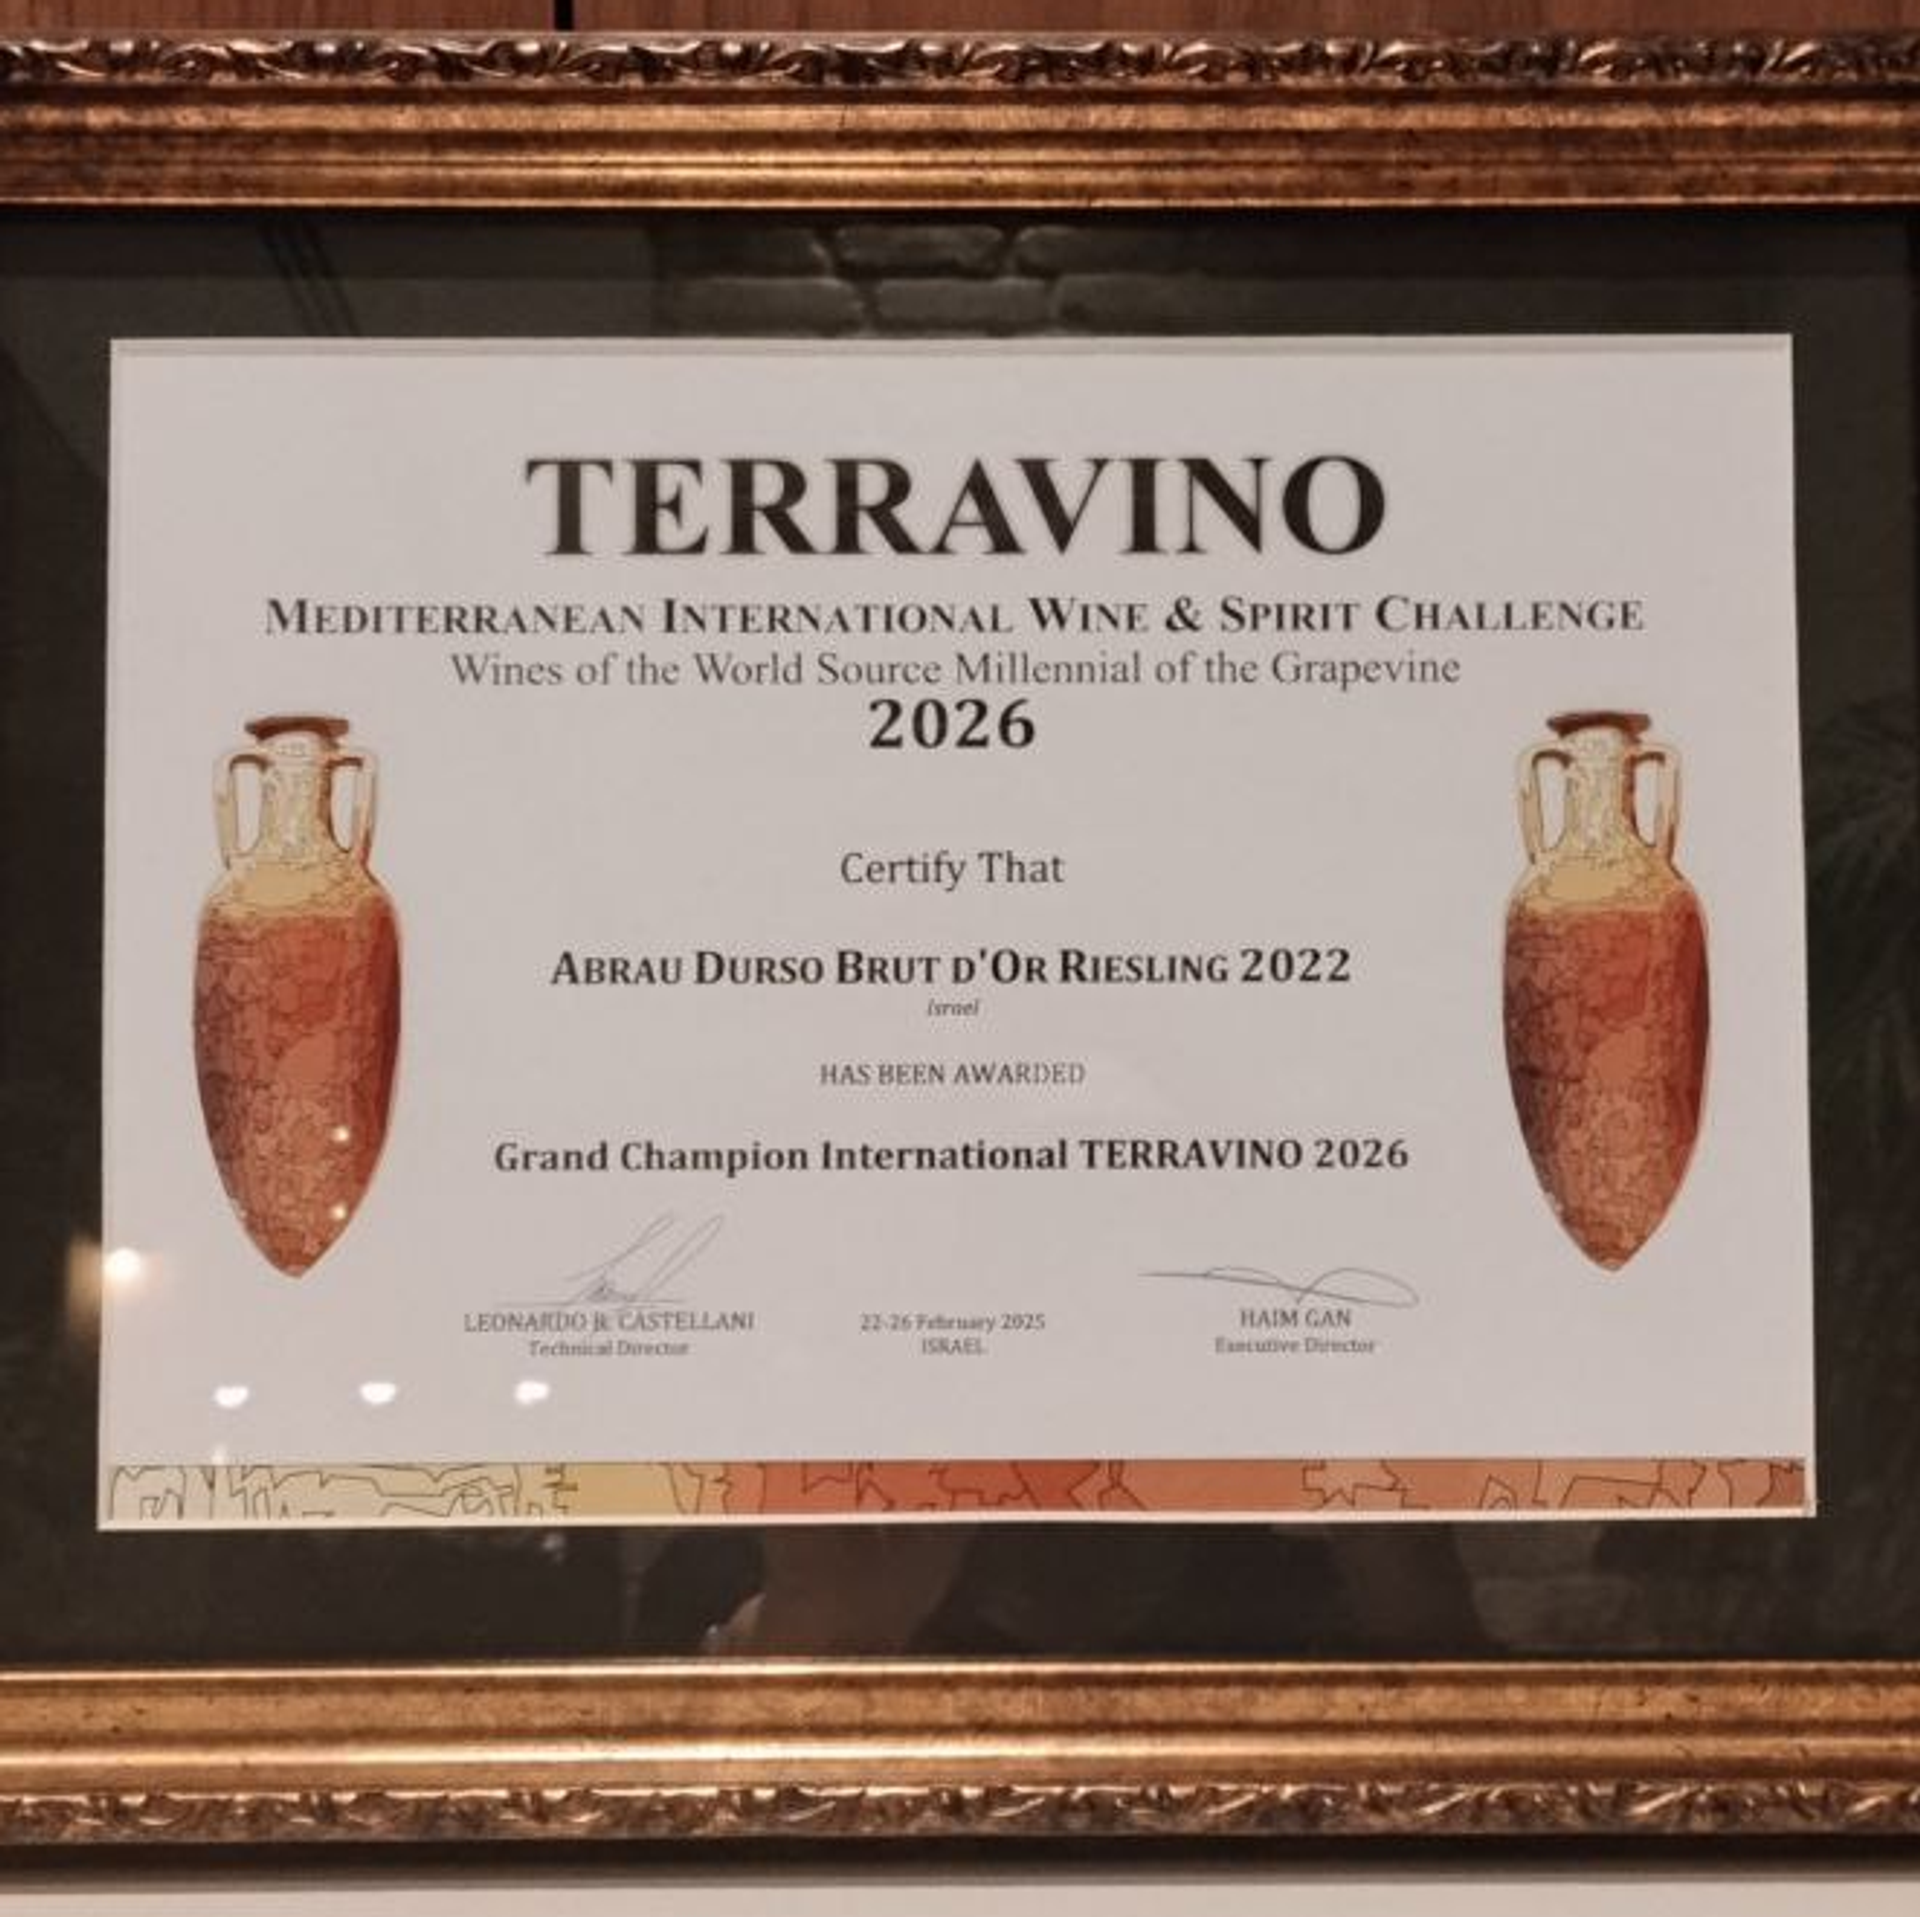 TERRAVINO
MEDITERRANEAN INTERNATIONAL WINE & SPIRIT CHALLENGE
Wines of the World Source Millennial of the Grapevine
2026
Certify That
ABRAU DURSO BRUT D'OR RIESLING 2022
Israel
HAS BEEN AWARDED
Grand Champion International TERRAVINO 2026
LEONARDO Jr. CASTELLANI
Technical Director
22-26 February 2025
ISRAEL
HAIM GAN
Executive Director